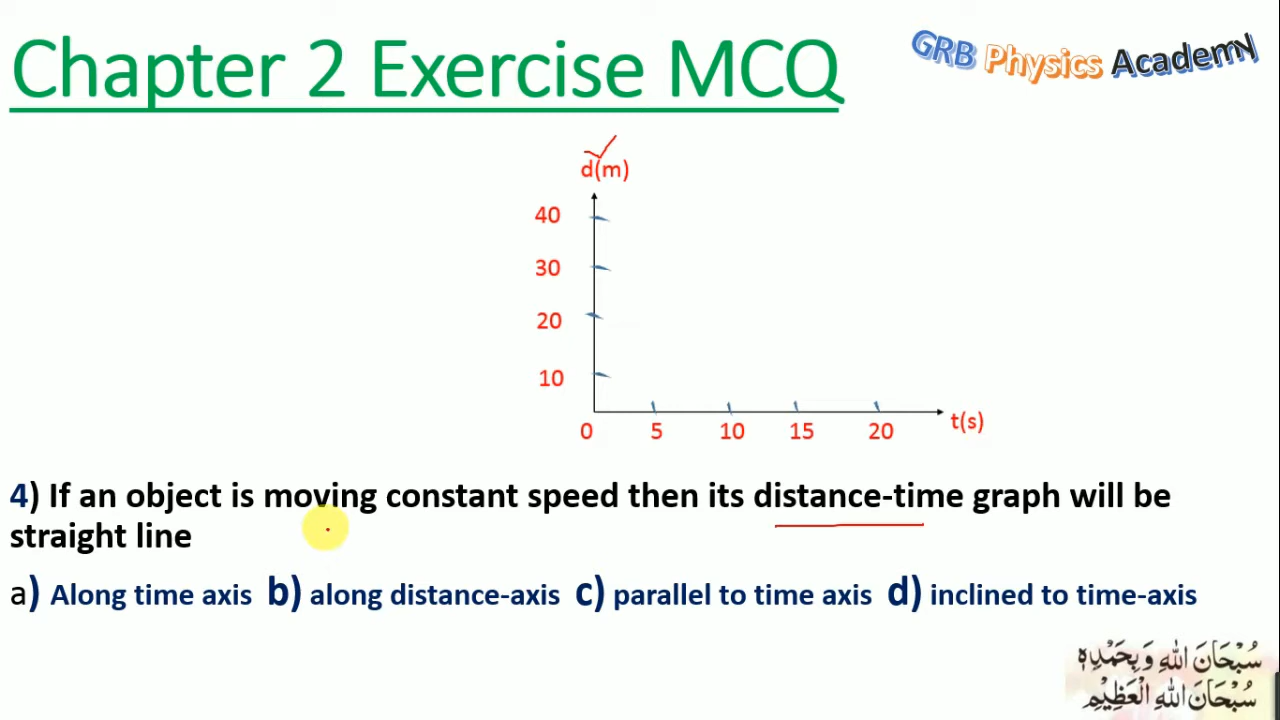 Chapter 2 Exercise MCQ
GRB Physics Academy
d(m)
40
30
20
10
0 5 10 15 20 t(s)
4) If an object is moving constant speed then its distance-time graph will be
straight line
a) Along time axis b) along distance-axis c) parallel to time axis d) inclined to time-axis
سُبْحَانَ اللهِ وَبِحَمْدِهٖ
سُبْحَانَ اللهِ الْعَظِيْمِ